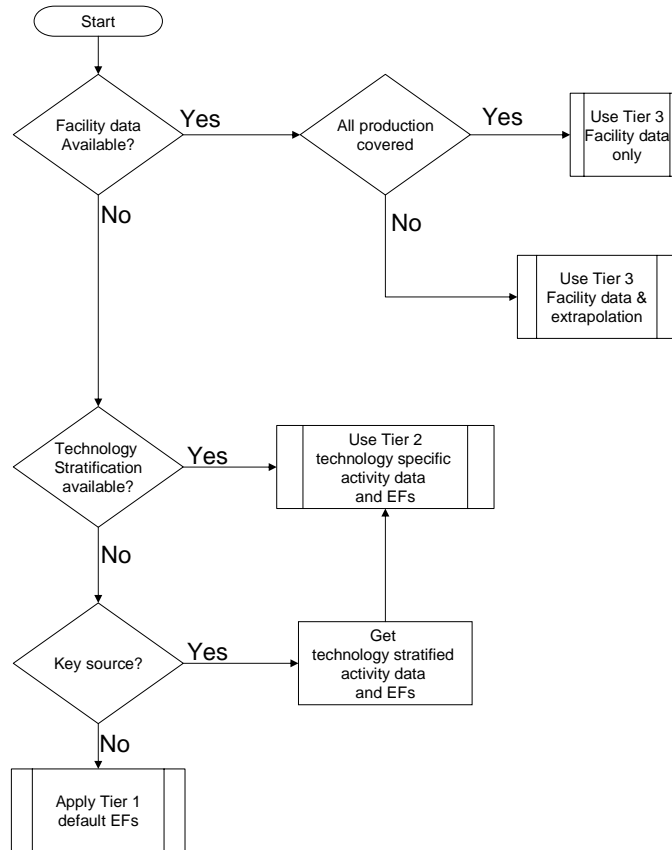 Start
Facility data
Available?
Yes
All production
covered
Yes
Use Tier 3
Facility data
only
No
No
Use Tier 3
Facility data &
extrapolation
Technology
Stratification
available?
Yes
Use Tier 2
technology specific
activity data
and EFs
No
Key source?
Yes
Get
technology stratified
activity data
and EFs
No
Apply Tier 1
default EFs